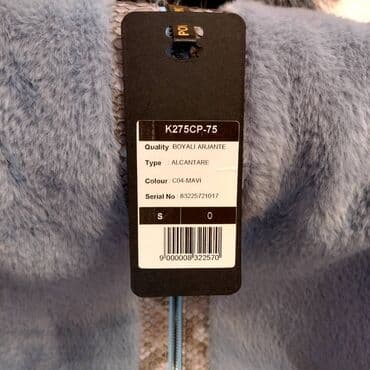 K275CP-75
Quality : BOYALI ARJANTE
Type : ALCANTARE
Colour : C04-MAVI
Serial No : 83225721017
S 0
9 000008 322570